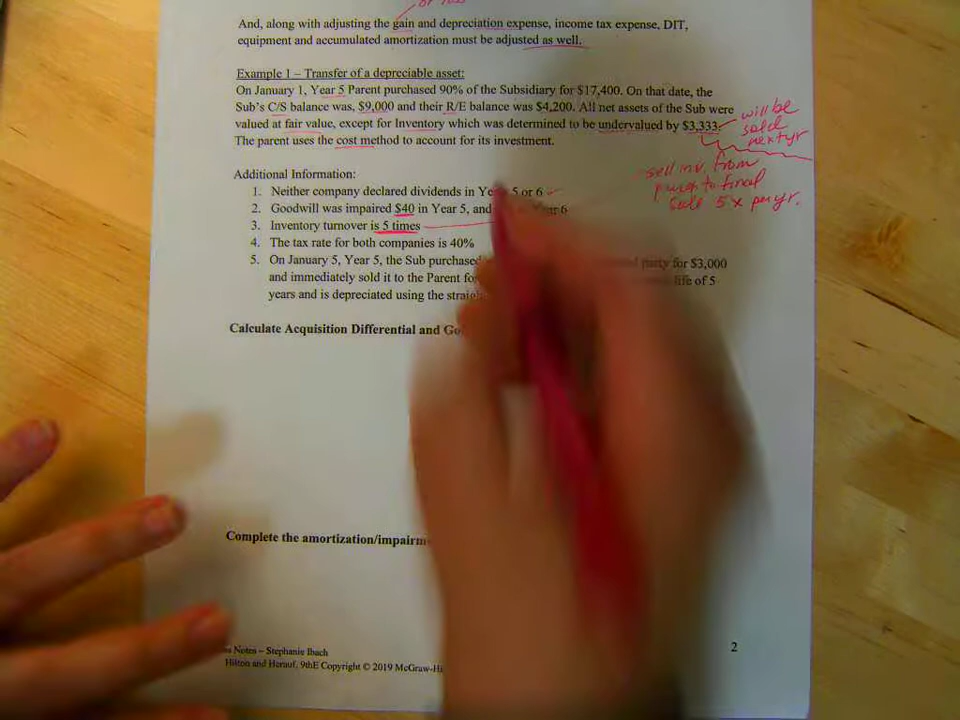 or loss
And, along with adjusting the gain and depreciation expense, income tax expense, DIT,
equipment and accumulated amortization must be adjusted as well.
Example 1 – Transfer of a depreciable asset:
On January 1, Year 5 Parent purchased 90% of the Subsidiary for $17,400. On that date, the
Sub's C/S balance was, $9,000 and their R/E balance was $4,200. All net assets of the Sub were
valued at fair value, except for Inventory which was determined to be undervalued by $3,333.
The parent uses the cost method to account for its investment.
will be
sold
next yr
sell inv. from
purch to final
sale 5 x per yr.
Additional Information:
1. Neither company declared dividends in Year 5 or 6
2. Goodwill was impaired $40 in Year 5, and Year 6
3. Inventory turnover is 5 times
4. The tax rate for both companies is 40%
5. On January 5, Year 5, the Sub purchased party for $3,000
and immediately sold it to the Parent life of 5
years and is depreciated using the
Calculate Acquisition Differential and
Complete the
Notes – Stephanie Ibach
Hilton and Herauf, 9thE Copyright © 2019
2